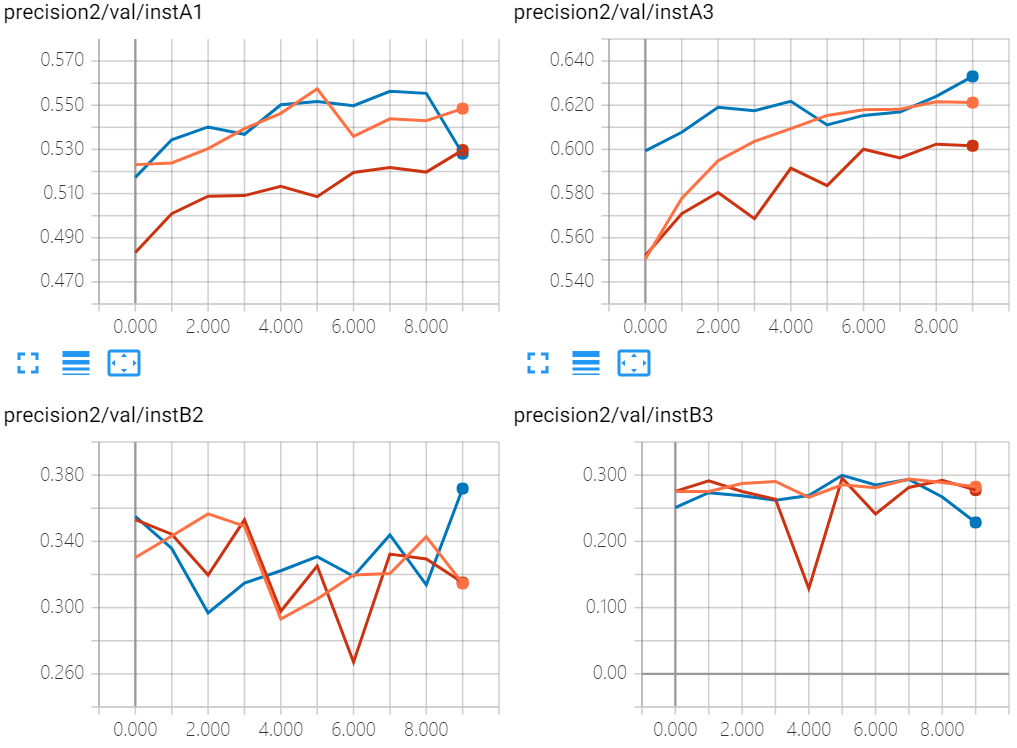 precision2/val/instA1
0.570
0.550
0.530
0.510
0.490
0.470
0.000 2.000 4.000 6.000 8.000
precision2/val/instA3
0.640
0.620
0.600
0.580
0.560
0.540
0.000 2.000 4.000 6.000 8.000
precision2/val/instB2
0.380
0.340
0.300
0.260
0.000 2.000 4.000 6.000 8.000
precision2/val/instB3
0.300
0.200
0.100
0.00
0.000 2.000 4.000 6.000 8.000